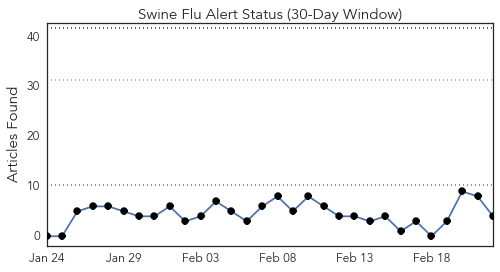 Swine Flu Alert Status (30-Day Window)
Articles Found
40
30
20
10
0
Jan 24 Jan 29 Feb 03 Feb 08 Feb 13 Feb 18